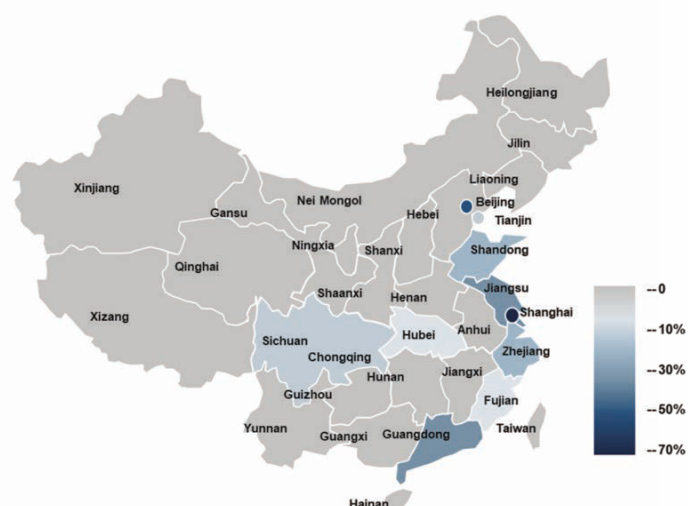 Heilongjiang
Jilin
Liaoning
Xinjiang
Nei Mongol
Beijing
Gansu
Hebei
Tianjin
Ningxia
Shanxi
Shandong
Qinghai
Shaanxi
Jiangsu
Henan
--0
Xizang
Shanghai
Anhui
--10%
Sichuan
Hubei
Chongqing
Zhejiang
--30%
Hunan
Jiangxi
Guizhou
Fujian
--50%
Yunnan
Guangxi
Guangdong
Taiwan
--70%
Hainan